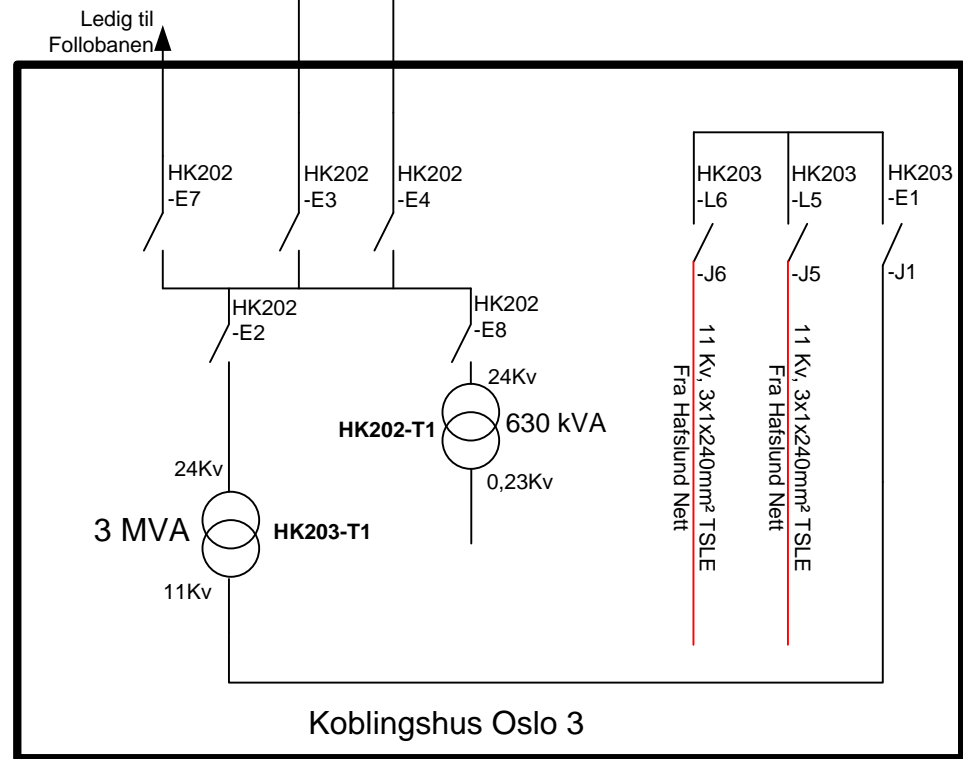 Ledig til
Follobanen
HK202
-E7
HK202
-E3
HK202
-E4
HK203
-L6
HK203
-L5
HK203
-E1
-J6
-J5
-J1
HK202
-E2
HK202
-E8
24Kv
HK202-T1
630 kVA
0,23Kv
24Kv
3 MVA
HK203-T1
11Kv
11 Kv, 3x1x240mm² TSLE
Fra Hafslund Nett
11 Kv, 3x1x240mm² TSLE
Fra Hafslund Nett
Koblingshus Oslo 3